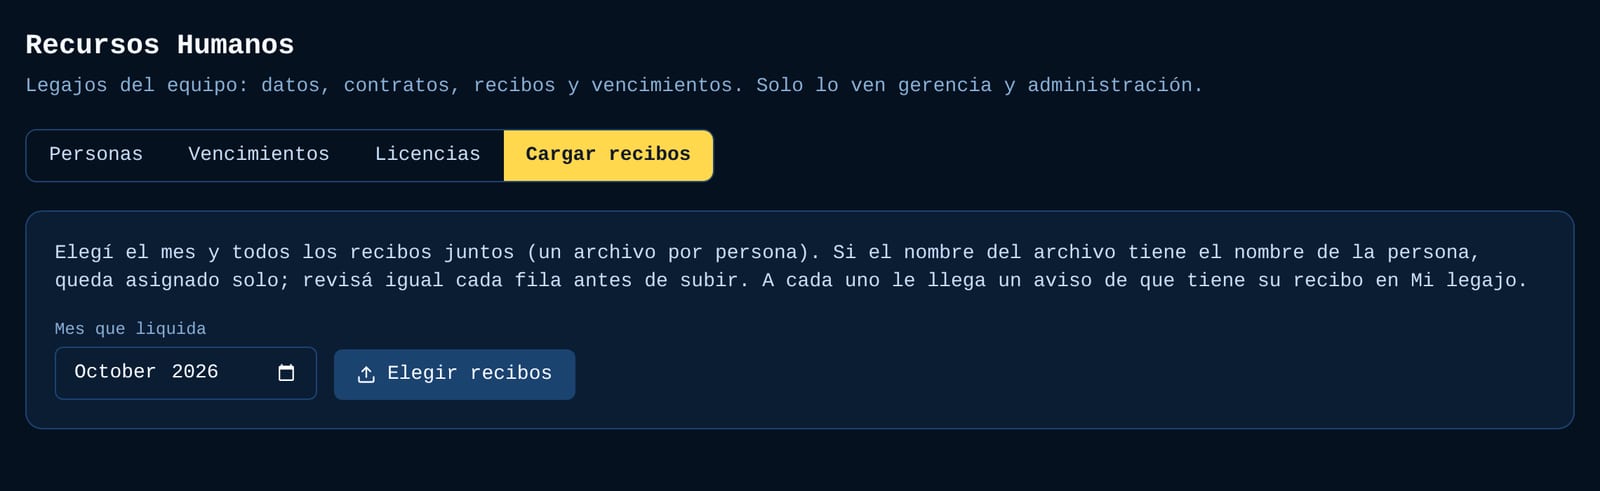 Recursos Humanos
Legajos del equipo: datos, contratos, recibos y vencimientos. Solo lo ven gerencia y administración.
Personas Vencimientos Licencias Cargar recibos
Elegí el mes y todos los recibos juntos (un archivo por persona). Si el nombre del archivo tiene el nombre de la persona,
queda asignado solo; revisá igual cada fila antes de subir. A cada uno le llega un aviso de que tiene su recibo en Mi legajo.
Mes que liquida
October 2026 Elegir recibos